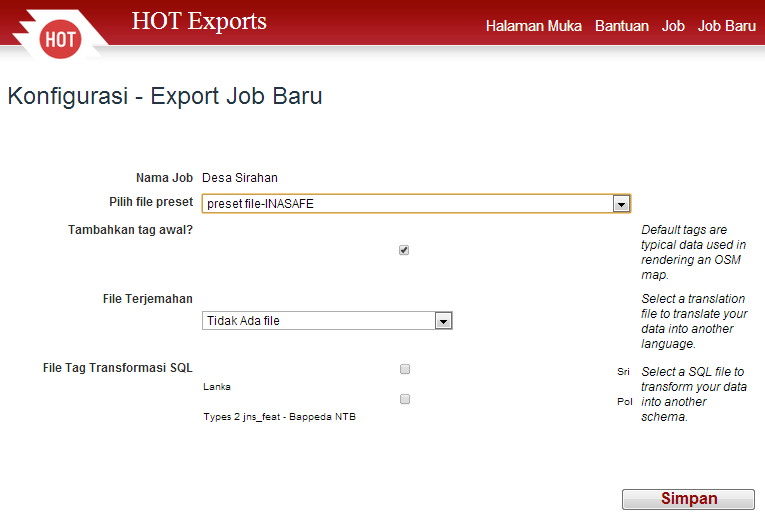 HOT
HOT Exports
Halaman Muka Bantuan Job Job Baru
Konfigurasi - Export Job Baru
Nama Job Desa Sirahan
Pilih file preset preset file-INASAFE
Tambahkan tag awal?
Default tags are
typical data used in
rendering an OSM
map.
File Terjemahan
Tidak Ada file
Select a translation
file to translate your
data into another
language.
File Tag Transformasi SQL
Sri
Lanka
Pol
Types 2 jns_feat - Bappeda NTB
Select a SQL file to
transform your data
into another
schema.
Simpan